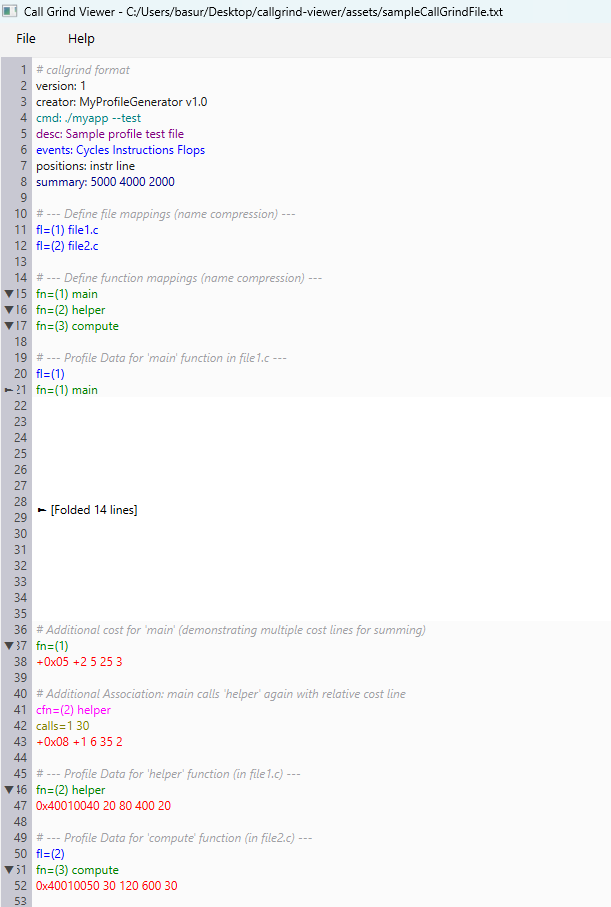 Call Grind Viewer - C:/Users/basur/Desktop/callgrind-viewer/assets/sampleCallGrindFile.txt
File Help
1 # callgrind format
2 version: 1
3 creator: MyProfileGenerator v1.0
4 cmd: ./myapp --test
5 desc: Sample profile test file
6 events: Cycles Instructions Flops
7 positions: instr line
8 summary: 5000 4000 2000
9
10 # --- Define file mappings (name compression) ---
11 fl=(1) file1.c
12 fl=(2) file2.c
13
14 # --- Define function mappings (name compression) ---
▼15 fn=(1) main
▼16 fn=(2) helper
▼17 fn=(3) compute
18
19 # --- Profile Data for 'main' function in file1.c ---
20 fl=(1)
►21 fn=(1) main
22
23
24
25
26
27
28
► [Folded 14 lines]
29
30
31
32
33
34
35
36 # Additional cost for 'main' (demonstrating multiple cost lines for summing)
▼37 fn=(1)
38 +0x05 +2 5 25 3
39
40 # Additional Association: main calls 'helper' again with relative cost line
41 cfn=(2) helper
42 calls=1 30
43 +0x08 +1 6 35 2
44
45 # --- Profile Data for 'helper' function (in file1.c) ---
▼46 fn=(2) helper
47 0x40010040 20 80 400 20
48
49 # --- Profile Data for 'compute' function (in file2.c) ---
50 fl=(2)
▼51 fn=(3) compute
52 0x40010050 30 120 600 30
53